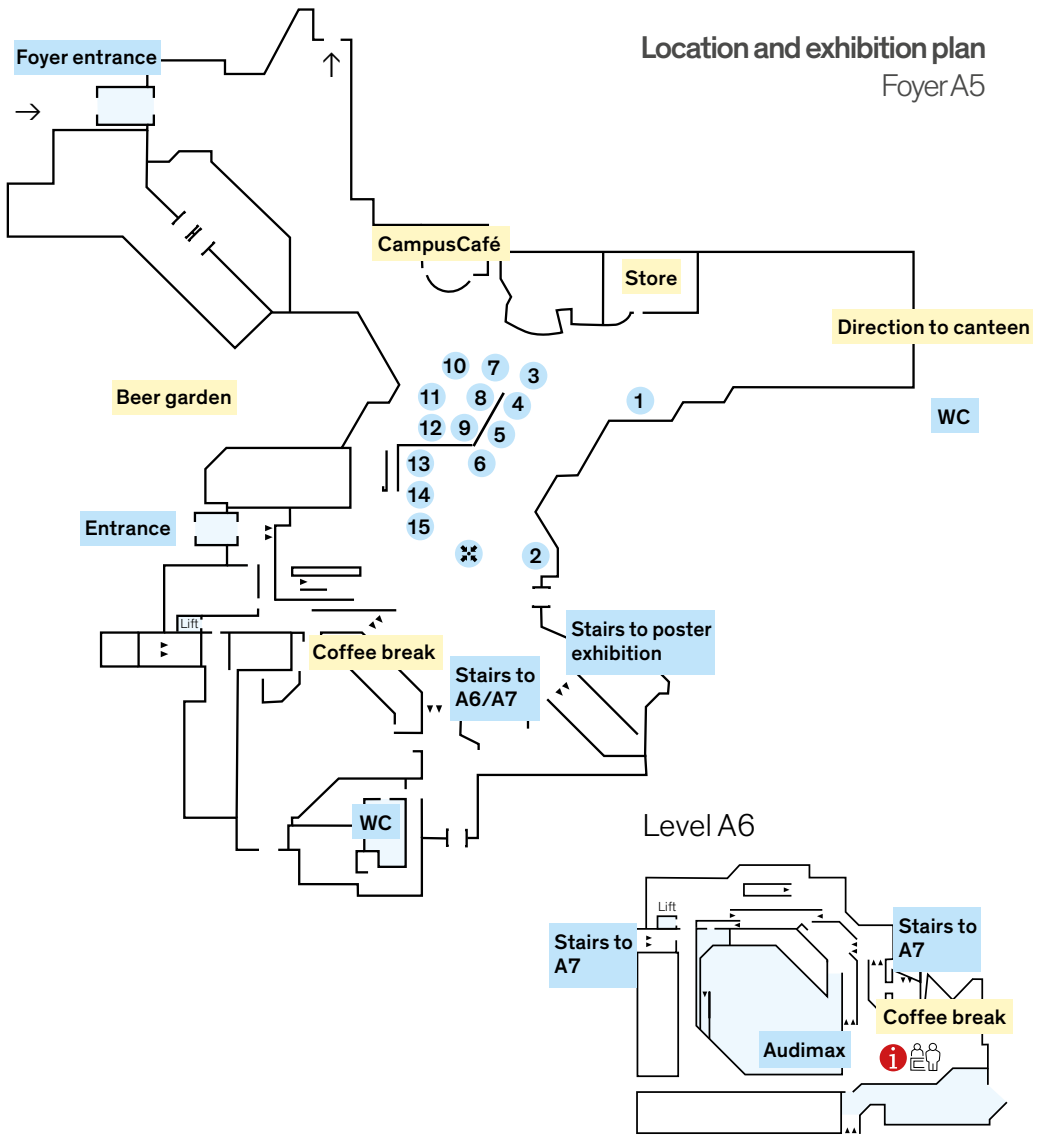 Location and exhibition plan
Foyer A5
Foyer entrance
CampusCafé
Store
Direction to canteen
10
7
3
Beer garden
11
8
4
1
12
9
5
WC
13
6
14
Entrance
15
2
Lift
Coffee break
Stairs to poster
exhibition
Stairs to
A6/A7
WC
Level A6
Lift
Stairs to
A7
Stairs to
A7
Coffee break
Audimax
i